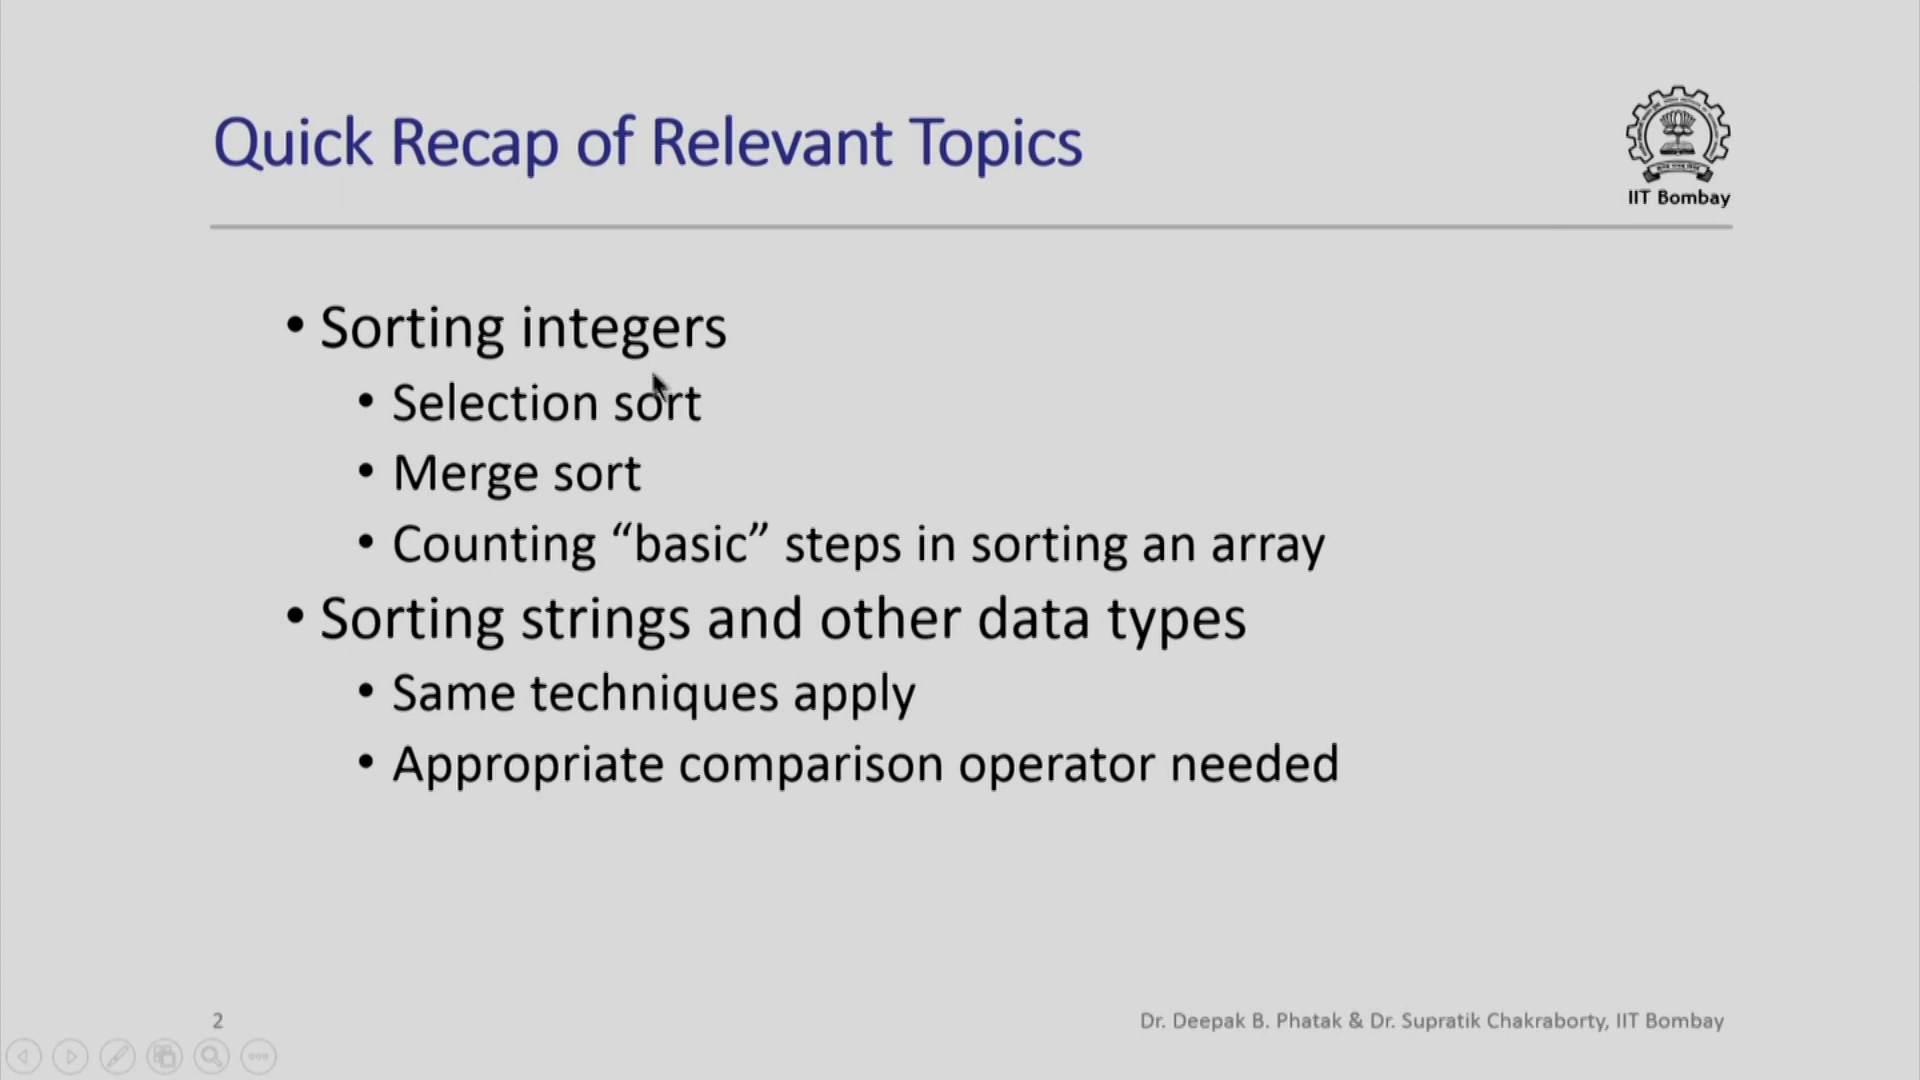 Quick Recap of Relevant Topics
IIT Bombay
• Sorting integers
• Selection sort
• Merge sort
• Counting “basic” steps in sorting an array
• Sorting strings and other data types
• Same techniques apply
• Appropriate comparison operator needed
2
Dr. Deepak B. Phatak & Dr. Supratik Chakraborty, IIT Bombay